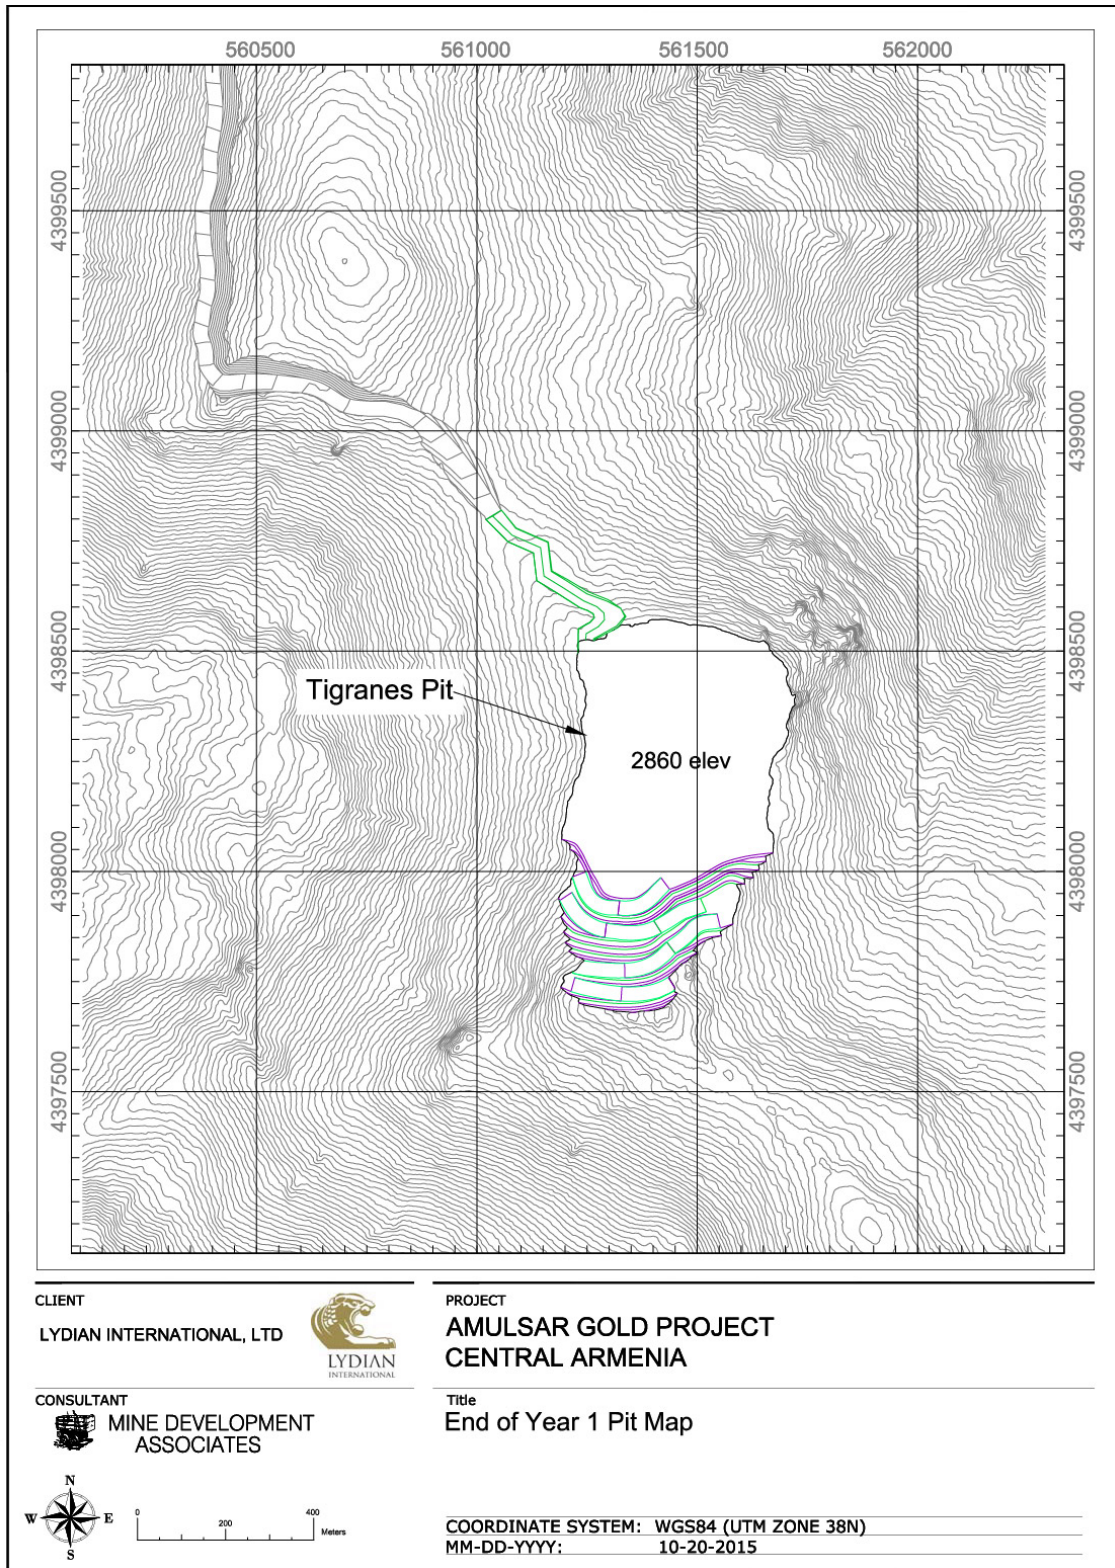 560500 561000 561500 562000
4399500 4399500
4399000 4399000
4398500 4398500
Tigranes Pit
2860 elev
4398000 4398000
4397500 4397500
CLIENT
LYDIAN INTERNATIONAL, LTD
LYDIAN
INTERNATIONAL
PROJECT
AMULSAR GOLD PROJECT
CENTRAL ARMENIA
CONSULTANT
MINE DEVELOPMENT
ASSOCIATES
Title
End of Year 1 Pit Map
N
W E
S
0 200 400
Meters
COORDINATE SYSTEM: WGS84 (UTM ZONE 38N)
MM-DD-YYYY: 10-20-2015